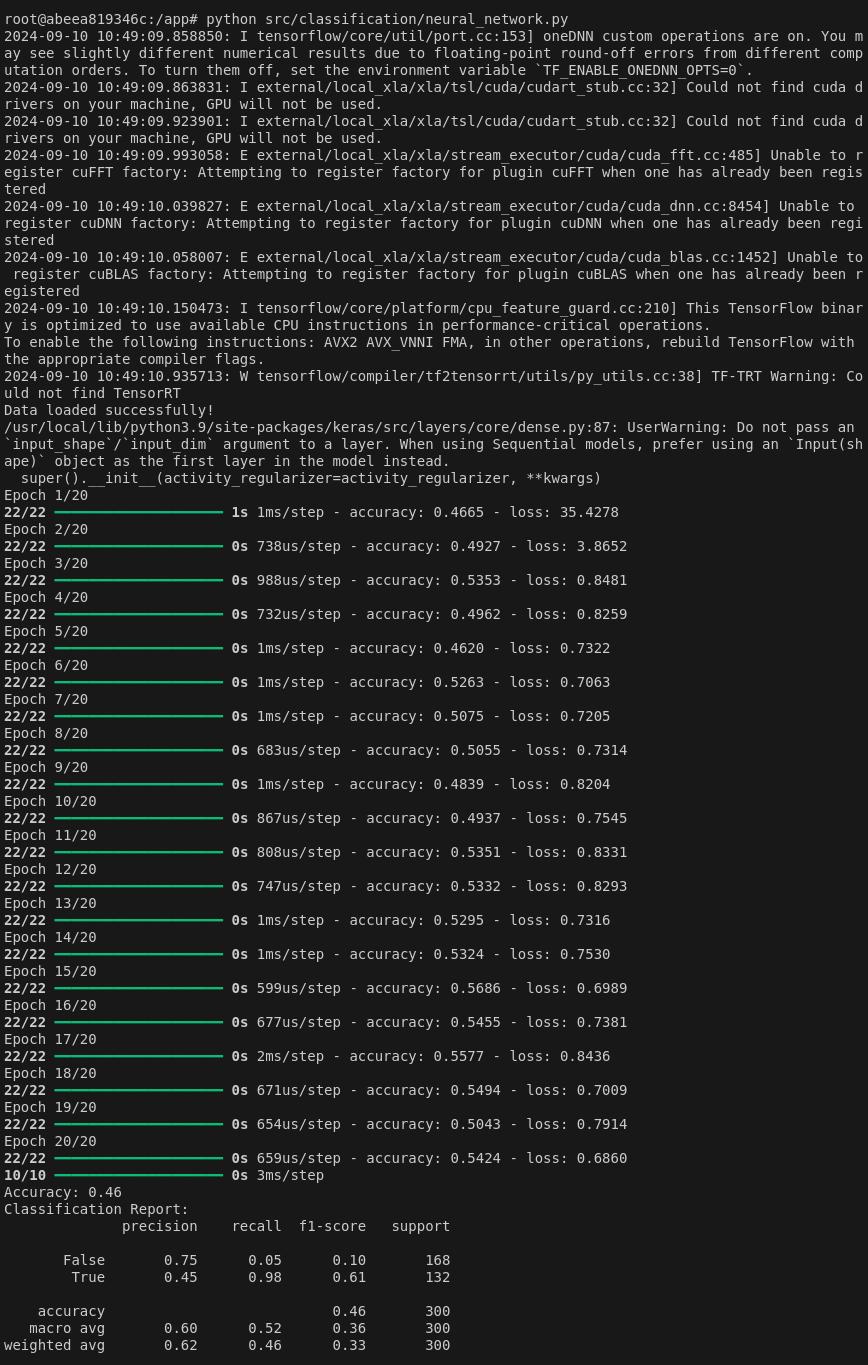 root@abeea819346c:/app# python src/classification/neural_network.py
2024-09-10 10:49:09.858850: I tensorflow/core/util/port.cc:153] oneDNN custom operations are on. You m
ay see slightly different numerical results due to floating-point round-off errors from different comp
utation orders. To turn them off, set the environment variable `TF_ENABLE_ONEDNN_OPTS=0`.
2024-09-10 10:49:09.863831: I external/local_xla/xla/tsl/cuda/cudart_stub.cc:32] Could not find cuda d
rivers on your machine, GPU will not be used.
2024-09-10 10:49:09.923901: I external/local_xla/xla/tsl/cuda/cudart_stub.cc:32] Could not find cuda d
rivers on your machine, GPU will not be used.
2024-09-10 10:49:09.993058: E external/local_xla/xla/stream_executor/cuda/cuda_fft.cc:485] Unable to r
egister cuFFT factory: Attempting to register factory for plugin cuFFT when one has already been regis
tered
2024-09-10 10:49:10.039827: E external/local_xla/xla/stream_executor/cuda/cuda_dnn.cc:8454] Unable to
register cuDNN factory: Attempting to register factory for plugin cuDNN when one has already been regi
stered
2024-09-10 10:49:10.058007: E external/local_xla/xla/stream_executor/cuda/cuda_blas.cc:1452] Unable to
 register cuBLAS factory: Attempting to register factory for plugin cuBLAS when one has already been r
egistered
2024-09-10 10:49:10.150473: I tensorflow/core/platform/cpu_feature_guard.cc:210] This TensorFlow binar
y is optimized to use available CPU instructions in performance-critical operations.
To enable the following instructions: AVX2 AVX_VNNI FMA, in other operations, rebuild TensorFlow with
the appropriate compiler flags.
2024-09-10 10:49:10.935713: W tensorflow/compiler/tf2tensorrt/utils/py_utils.cc:38] TF-TRT Warning: Co
uld not find TensorRT
Data loaded successfully!
/usr/local/lib/python3.9/site-packages/keras/src/layers/core/dense.py:87: UserWarning: Do not pass an
`input_shape`/`input_dim` argument to a layer. When using Sequential models, prefer using an `Input(sh
ape)` object as the first layer in the model instead.
  super().__init__(activity_regularizer=activity_regularizer, **kwargs)
Epoch 1/20
22/22 ━━━━━━━━━━━━━━━━━━━━ 1s 1ms/step - accuracy: 0.4665 - loss: 35.4278
Epoch 2/20
22/22 ━━━━━━━━━━━━━━━━━━━━ 0s 738us/step - accuracy: 0.4927 - loss: 3.8652
Epoch 3/20
22/22 ━━━━━━━━━━━━━━━━━━━━ 0s 988us/step - accuracy: 0.5353 - loss: 0.8481
Epoch 4/20
22/22 ━━━━━━━━━━━━━━━━━━━━ 0s 732us/step - accuracy: 0.4962 - loss: 0.8259
Epoch 5/20
22/22 ━━━━━━━━━━━━━━━━━━━━ 0s 1ms/step - accuracy: 0.4620 - loss: 0.7322
Epoch 6/20
22/22 ━━━━━━━━━━━━━━━━━━━━ 0s 1ms/step - accuracy: 0.5263 - loss: 0.7063
Epoch 7/20
22/22 ━━━━━━━━━━━━━━━━━━━━ 0s 1ms/step - accuracy: 0.5075 - loss: 0.7205
Epoch 8/20
22/22 ━━━━━━━━━━━━━━━━━━━━ 0s 683us/step - accuracy: 0.5055 - loss: 0.7314
Epoch 9/20
22/22 ━━━━━━━━━━━━━━━━━━━━ 0s 1ms/step - accuracy: 0.4839 - loss: 0.8204
Epoch 10/20
22/22 ━━━━━━━━━━━━━━━━━━━━ 0s 867us/step - accuracy: 0.4937 - loss: 0.7545
Epoch 11/20
22/22 ━━━━━━━━━━━━━━━━━━━━ 0s 808us/step - accuracy: 0.5351 - loss: 0.8331
Epoch 12/20
22/22 ━━━━━━━━━━━━━━━━━━━━ 0s 747us/step - accuracy: 0.5332 - loss: 0.8293
Epoch 13/20
22/22 ━━━━━━━━━━━━━━━━━━━━ 0s 1ms/step - accuracy: 0.5295 - loss: 0.7316
Epoch 14/20
22/22 ━━━━━━━━━━━━━━━━━━━━ 0s 1ms/step - accuracy: 0.5324 - loss: 0.7530
Epoch 15/20
22/22 ━━━━━━━━━━━━━━━━━━━━ 0s 599us/step - accuracy: 0.5686 - loss: 0.6989
Epoch 16/20
22/22 ━━━━━━━━━━━━━━━━━━━━ 0s 677us/step - accuracy: 0.5455 - loss: 0.7381
Epoch 17/20
22/22 ━━━━━━━━━━━━━━━━━━━━ 0s 2ms/step - accuracy: 0.5577 - loss: 0.8436
Epoch 18/20
22/22 ━━━━━━━━━━━━━━━━━━━━ 0s 671us/step - accuracy: 0.5494 - loss: 0.7009
Epoch 19/20
22/22 ━━━━━━━━━━━━━━━━━━━━ 0s 654us/step - accuracy: 0.5043 - loss: 0.7914
Epoch 20/20
22/22 ━━━━━━━━━━━━━━━━━━━━ 0s 659us/step - accuracy: 0.5424 - loss: 0.6860
10/10 ━━━━━━━━━━━━━━━━━━━━ 0s 3ms/step
Accuracy: 0.46
Classification Report:
              precision    recall  f1-score   support

       False       0.75      0.05      0.10       168
        True       0.45      0.98      0.61       132

    accuracy                           0.46       300
   macro avg       0.60      0.52      0.36       300
weighted avg       0.62      0.46      0.33       300